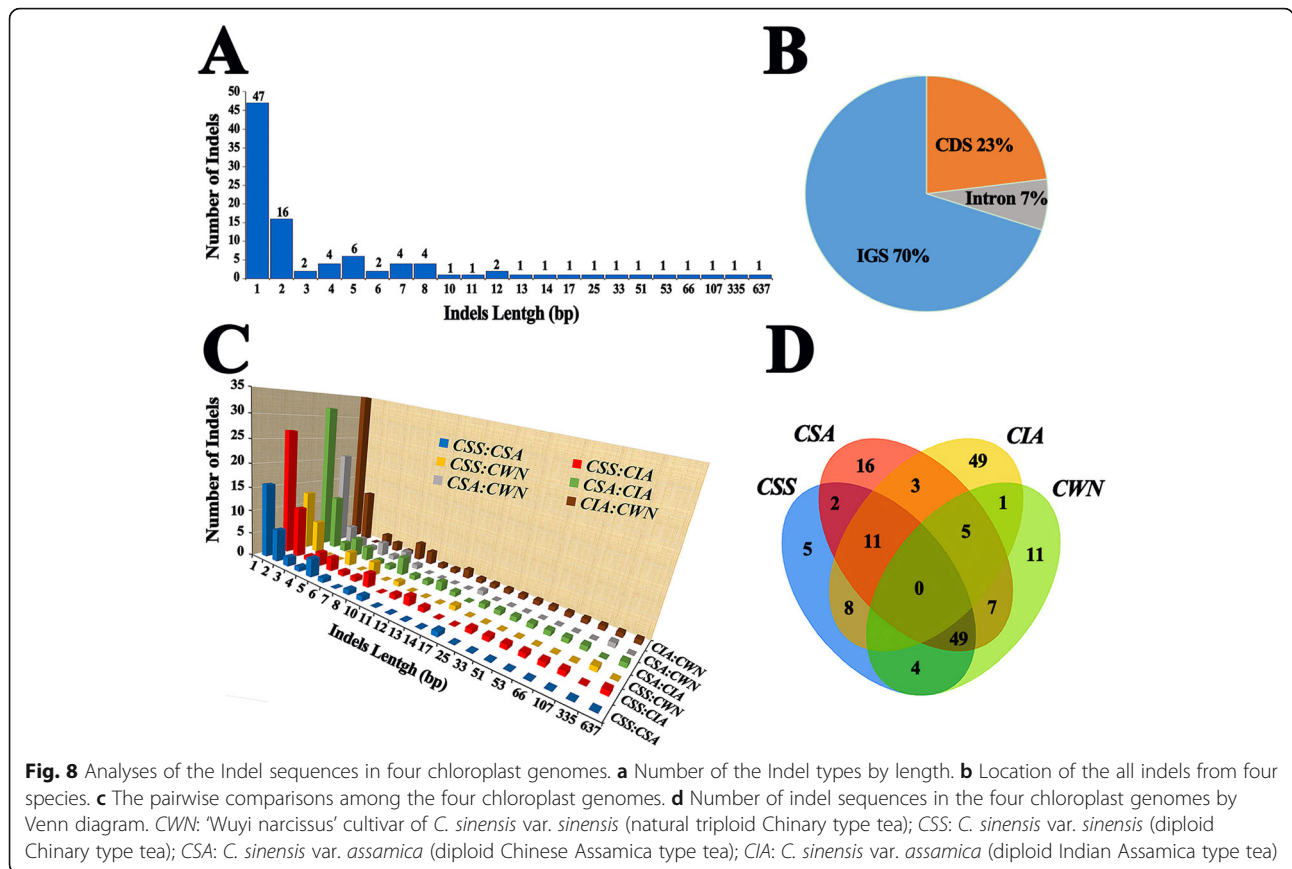 A
Number of Indels
50
45
40
35
30
25
20
15
10
5
0
47 16 2 4 6 2 4 4 1 1 2 1 1 1 1 1 1 1 1 1 1 1
1 2 3 4 5 6 7 8 10 11 12 13 14 17 25 33 51 53 66 107 335 637
Indels Lentgh (bp)
B
CDS 23%
Intron 7%
IGS 70%
C
Number of Indels
35
30
25
20
15
10
5
0
CSS:CSA CSS:CIA
CSS:CWN CSA:CIA
CSA:CWN CIA:CWN
1 2 3 4 5 6 7 8 10 11 12 13 14 17 25 33 51 53 66 107 335 637
Indels Lentgh (bp)
CIA:CWN
CSA:CWN
CSA:CIA
CSS:CWN
CSS:CIA
CSS:CSA
D
CSA CIA
CSS CWN
16 3 49
2 1
5 11 5 11
0
8 7
49
4
Fig. 8 Analyses of the Indel sequences in four chloroplast genomes. a Number of the Indel types by length. b Location of the all indels from four
species. c The pairwise comparisons among the four chloroplast genomes. d Number of indel sequences in the four chloroplast genomes by
Venn diagram. CWN: ‘Wuyi narcissus’ cultivar of C. sinensis var. sinensis (natural triploid Chinary type tea); CSS: C. sinensis var. sinensis (diploid
Chinary type tea); CSA: C. sinensis var. assamica (diploid Chinese Assamica type tea); CIA: C. sinensis var. assamica (diploid Indian Assamica type tea)